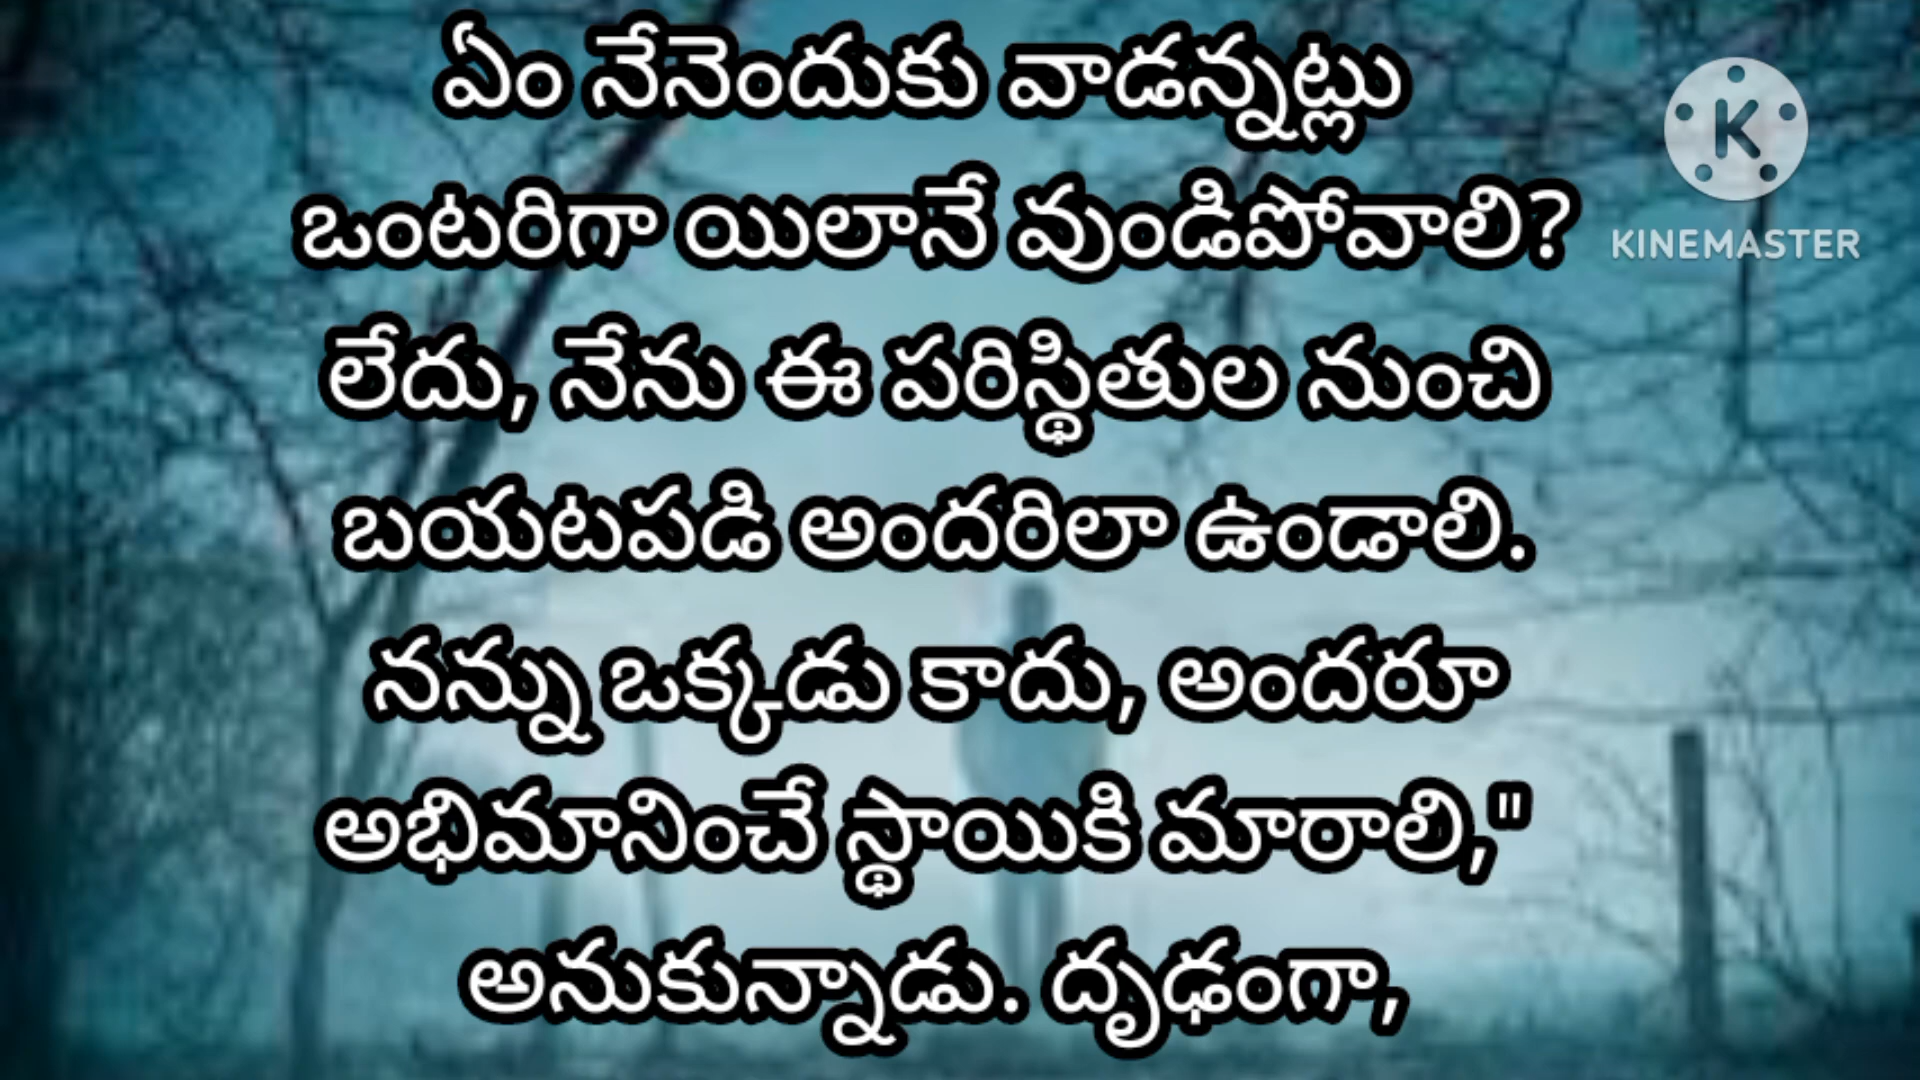 ఏం నేనెందుకు వాడన్నట్లు
ఒంటరిగా యిలానే వుండిపోవాలి?
లేదు, నేను ఈ పరిస్థితుల నుంచి
బయటపడి అందరిలా ఉండాలి.
నన్ను ఒక్కడు కాదు, అందరూ
అభిమానించే స్థాయికి మారాలి,"
అనుకున్నాడు. దృఢంగా,
K
KINEMASTER